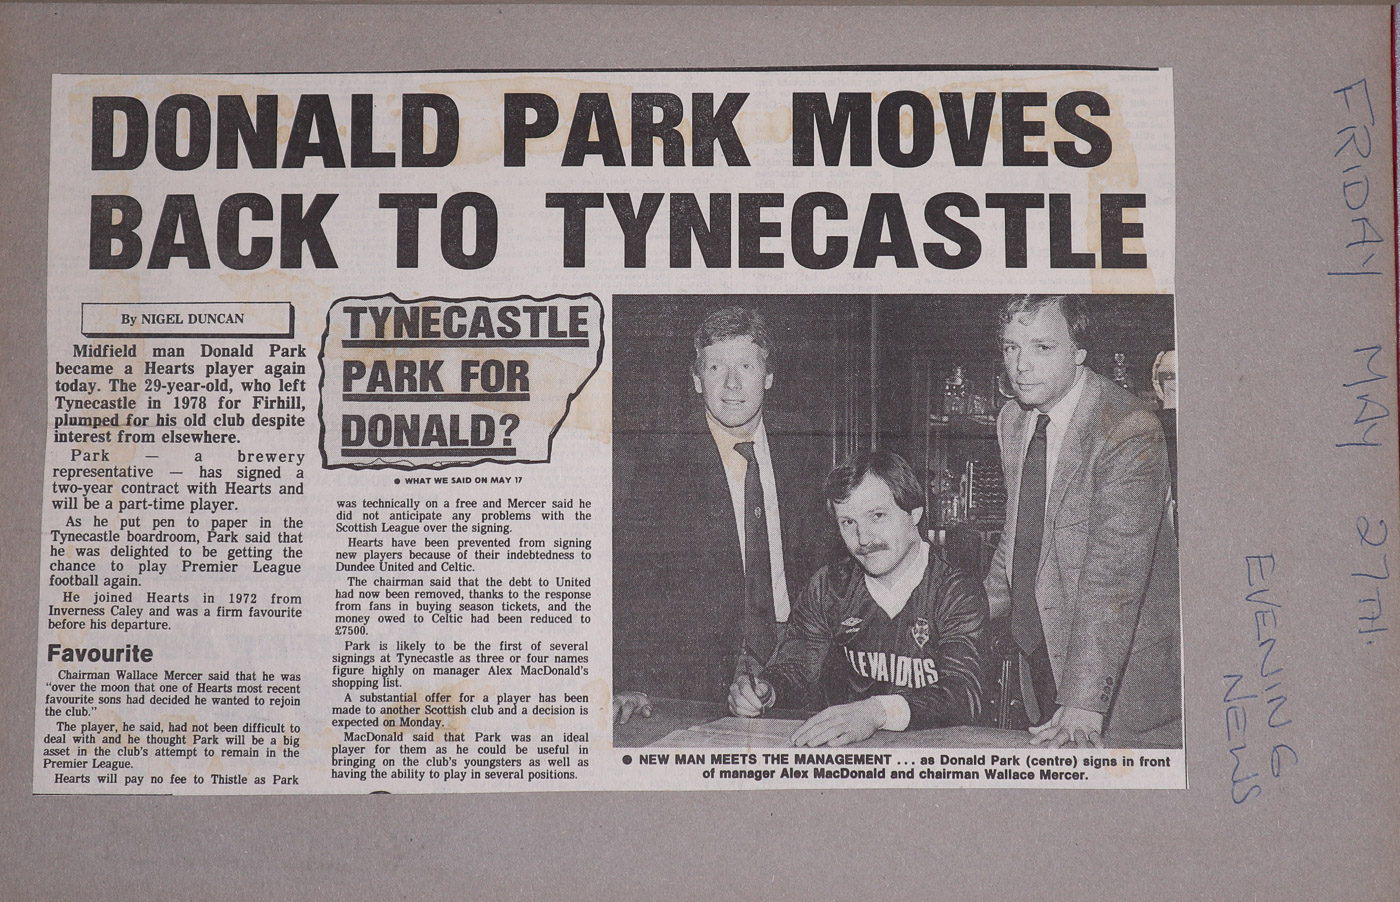 DONALD PARK MOVES
BACK TO TYNECASTLE
By NIGEL DUNCAN
Midfield man Donald Park
became a Hearts player again
today. The 29-year-old, who left
Tynecastle in 1978 for Firhill,
plumped for his old club despite
interest from elsewhere.
Park — a brewery
representative — has signed a
two-year contract with Hearts and
will be a part-time player.
As he put pen to paper in the
Tynecastle boardroom, Park said that
he was delighted to be getting the
chance to play Premier League
football again.
He joined Hearts in 1972 from
Inverness Caley and was a firm favourite
before his departure.
Favourite
Chairman Wallace Mercer said that he was
“over the moon that one of Hearts most recent
favourite sons had decided he wanted to rejoin
the club.”
The player, he said, had not been difficult to
deal with and he thought Park will be a big
asset in the club's attempt to remain in the
Premier League.
Hearts will pay no fee to Thistle as Park
TYNECASTLE
PARK FOR
DONALD?
● WHAT WE SAID ON MAY 17
was technically on a free and Mercer said he
did not anticipate any problems with the
Scottish League over the signing.
Hearts have been prevented from signing
new players because of their indebtedness to
Dundee United and Celtic.
The chairman said that the debt to United
had now been removed, thanks to the response
from fans in buying season tickets, and the
money owed to Celtic had been reduced to
£7500.
Park is likely to be the first of several
signings at Tynecastle as three or four names
figure highly on manager Alex MacDonald's
shopping list.
A substantial offer for a player has been
made to another Scottish club and a decision is
expected on Monday.
MacDonald said that Park was an ideal
player for them as he could be useful in
bringing on the club's youngsters as well as
having the ability to play in several positions.
● NEW MAN MEETS THE MANAGEMENT . . . as Donald Park (centre) signs in front
of manager Alex MacDonald and chairman Wallace Mercer.
FRIDAY MAY 27TH.
EVENING
NEWS